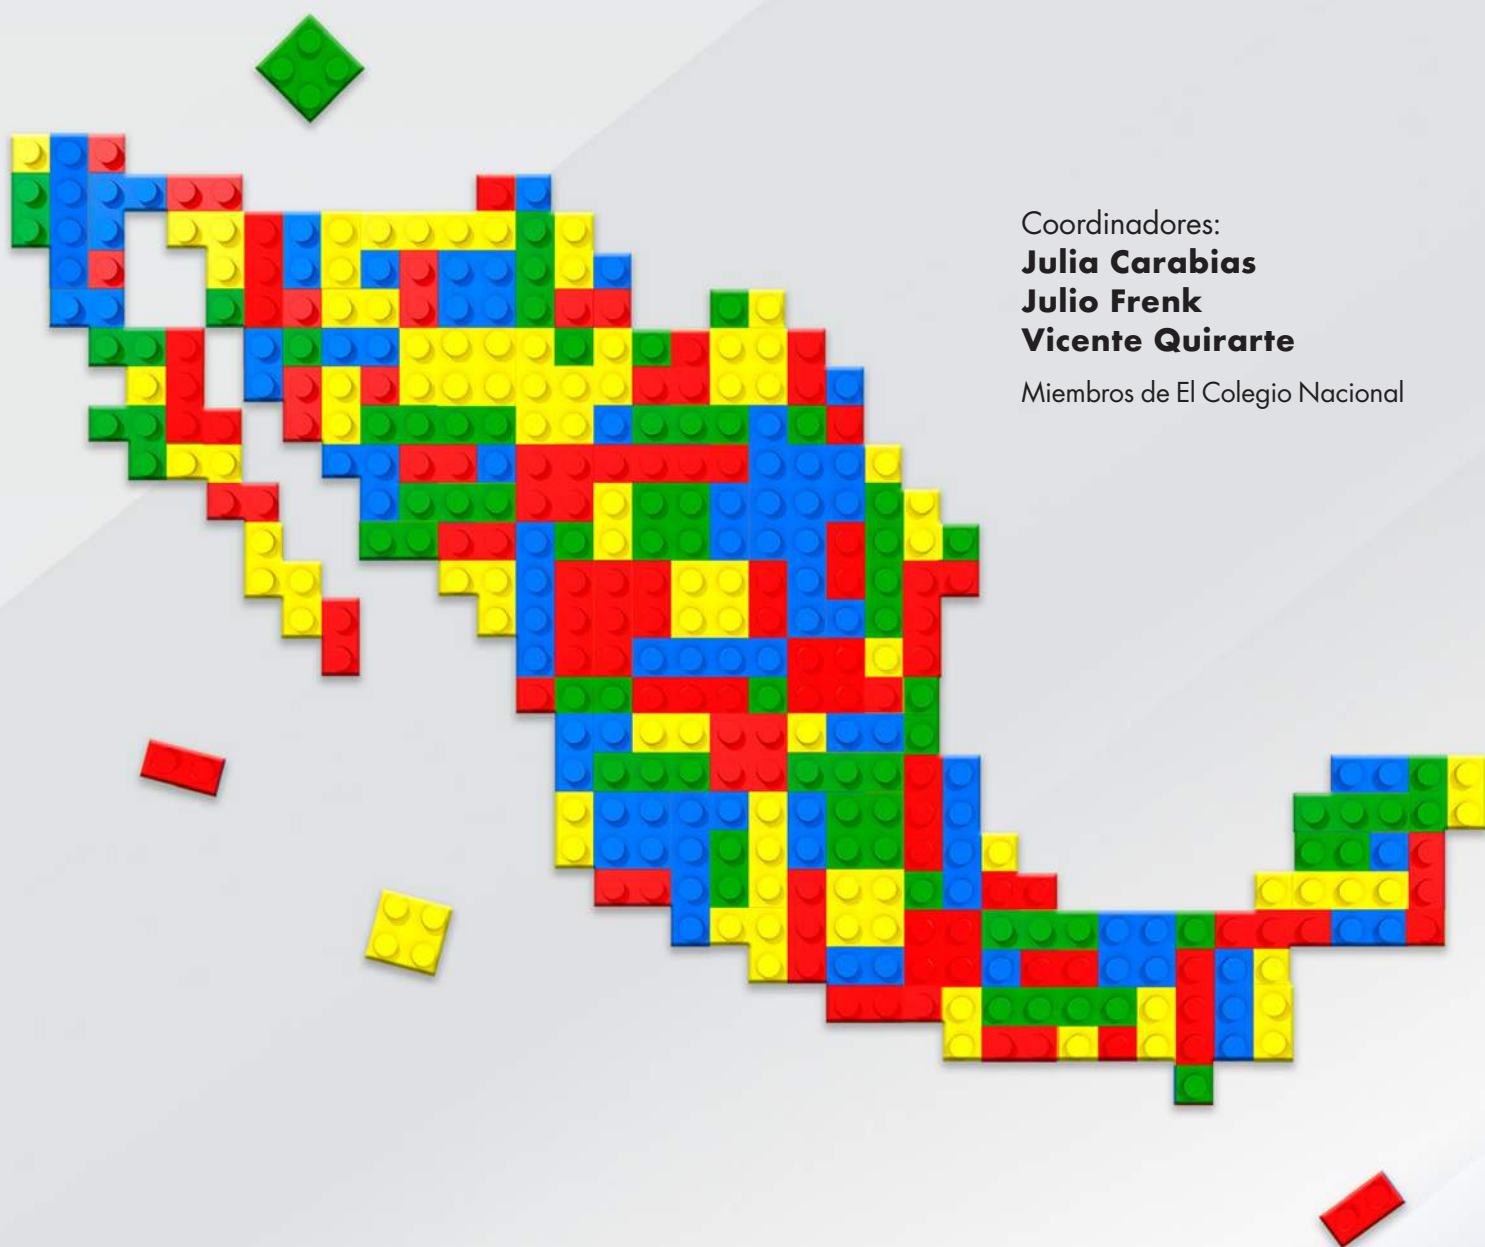 Coordinadores:
Julia Carabias
Julio Frenk
Vicente Quirarte
Miembros de El Colegio Nacional